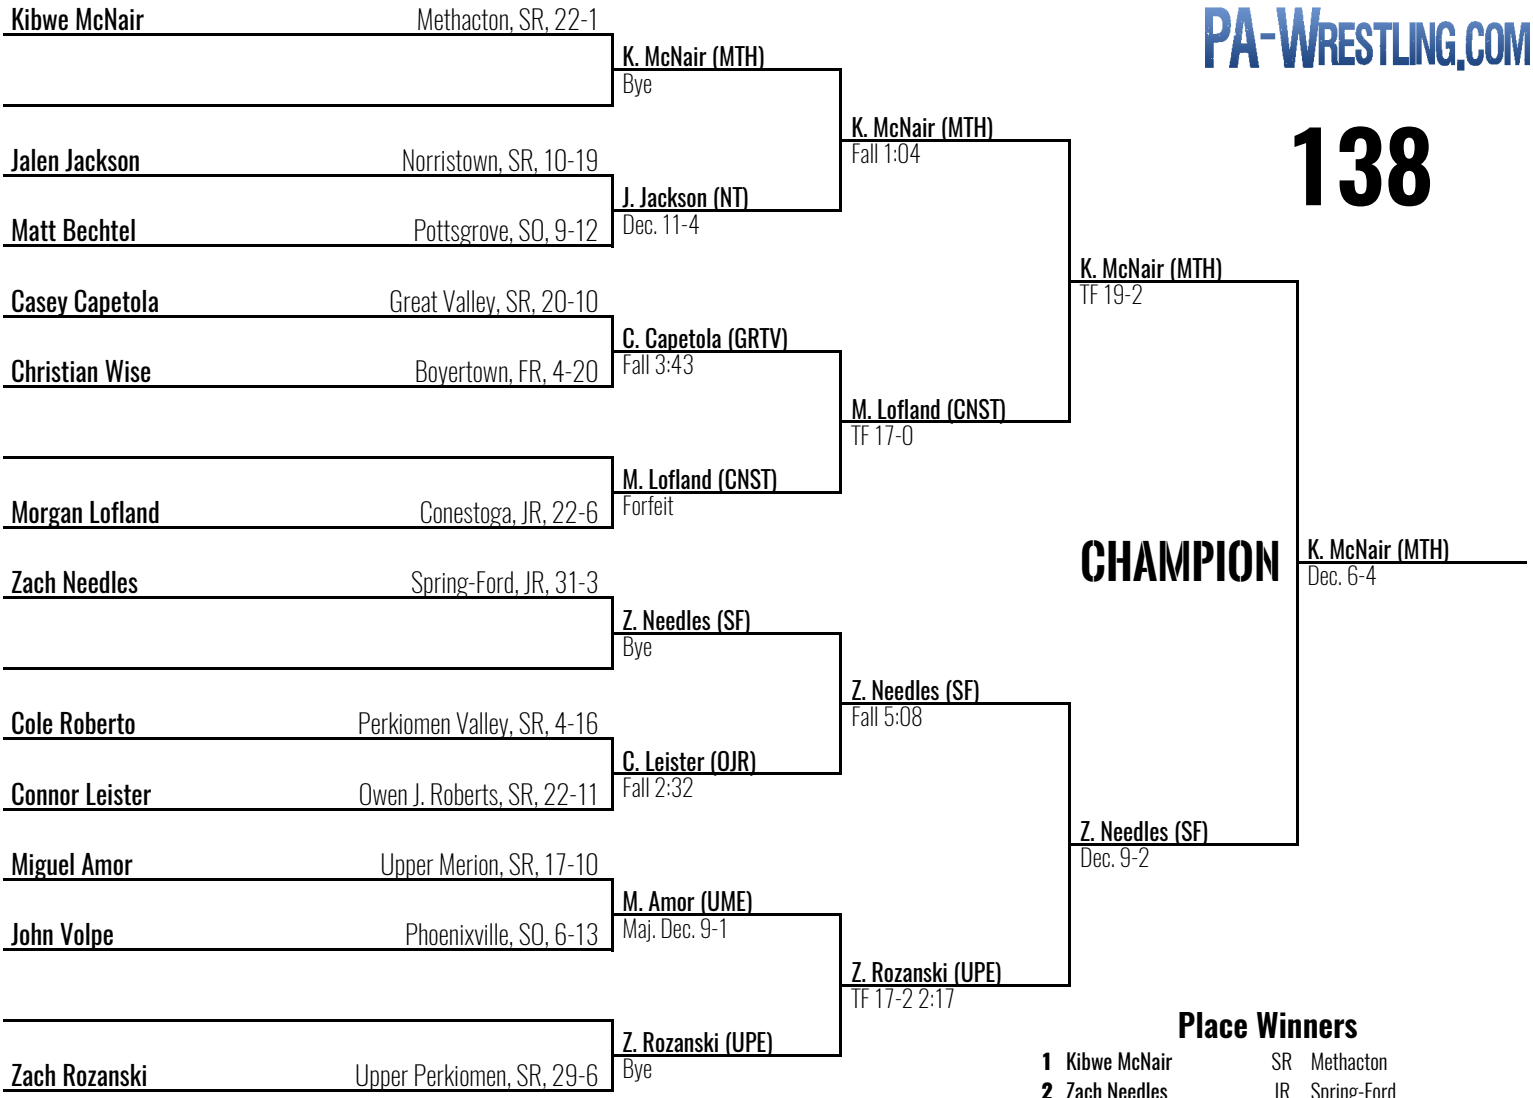 Kibwe McNair Methacton, SR, 22-1
K. McNair (MTH)
Bye
PA-WRESTLING.COM
138
K. McNair (MTH)
Fall 1:04
Jalen Jackson Norristown, SR, 10-19
J. Jackson (NT)
Dec. 11-4
Matt Bechtel Pottsgrove, SO, 9-12
K. McNair (MTH)
TF 19-2
Casey Capetola Great Valley, SR, 20-10
C. Capetola (GRTV)
Fall 3:43
Christian Wise Boyertown, FR, 4-20
M. Lofland (CNST)
TF 17-0
M. Lofland (CNST)
Forfeit
Morgan Lofland Conestoga, JR, 22-6
CHAMPION
K. McNair (MTH)
Dec. 6-4
Zach Needles Spring-Ford, JR, 31-3
Z. Needles (SF)
Bye
Z. Needles (SF)
Fall 5:08
Cole Roberto Perkiomen Valley, SR, 4-16
C. Leister (OJR)
Fall 2:32
Connor Leister Owen J. Roberts, SR, 22-11
Z. Needles (SF)
Dec. 9-2
Miguel Amor Upper Merion, SR, 17-10
M. Amor (UME)
Maj. Dec. 9-1
John Volpe Phoenixville, SO, 6-13
Z. Rozanski (UPE)
TF 17-2 2:17
Z. Rozanski (UPE)
Bye
Zach Rozanski Upper Perkiomen, SR, 29-6
Place Winners
1 Kibwe McNair SR Methacton
2 Zach Needles JR Spring-Ford